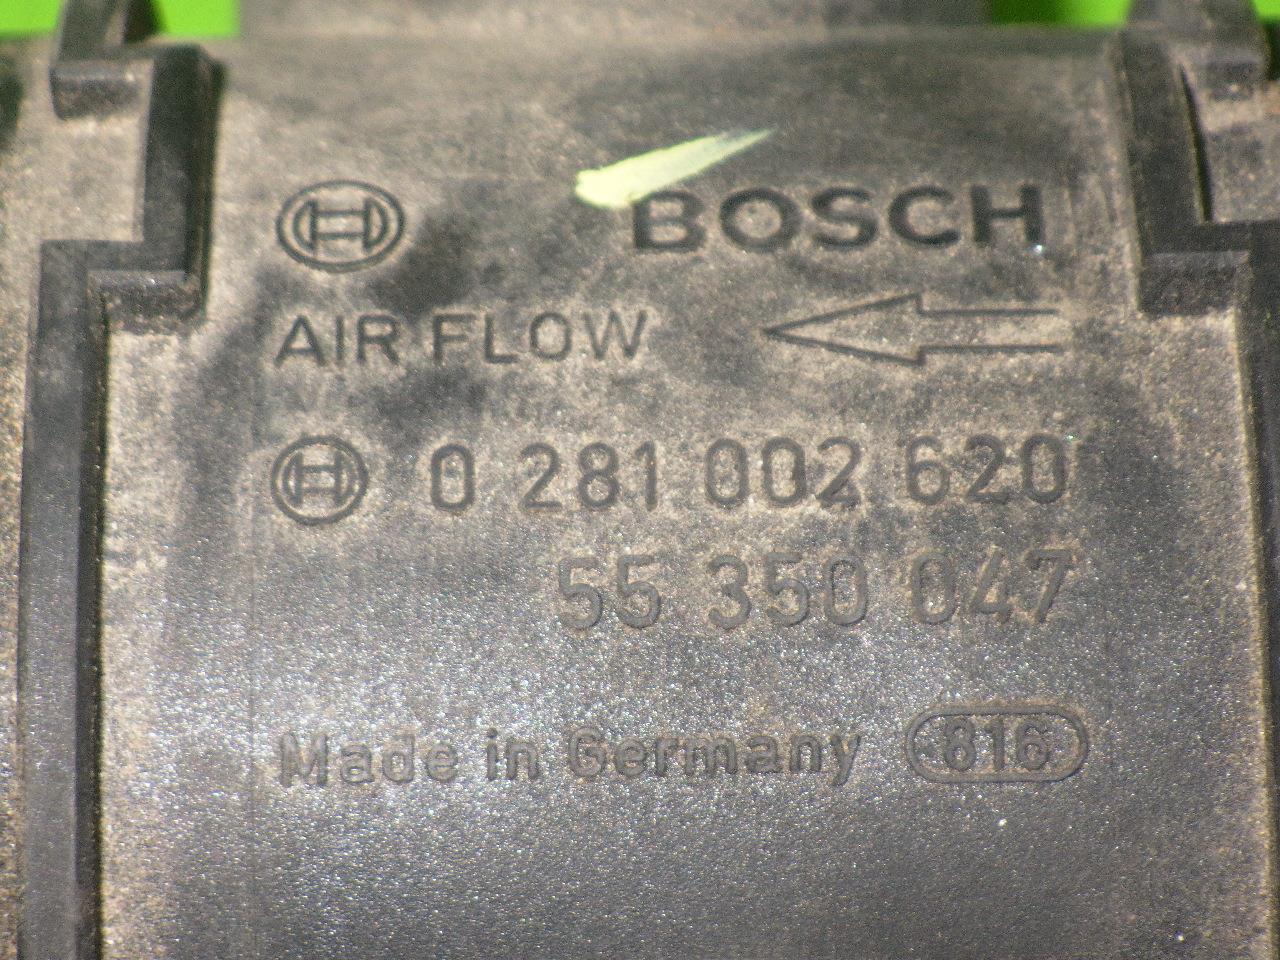 BOSCH
AIR FLOW
0 281 002 620
55 350 047
Made in Germany 816